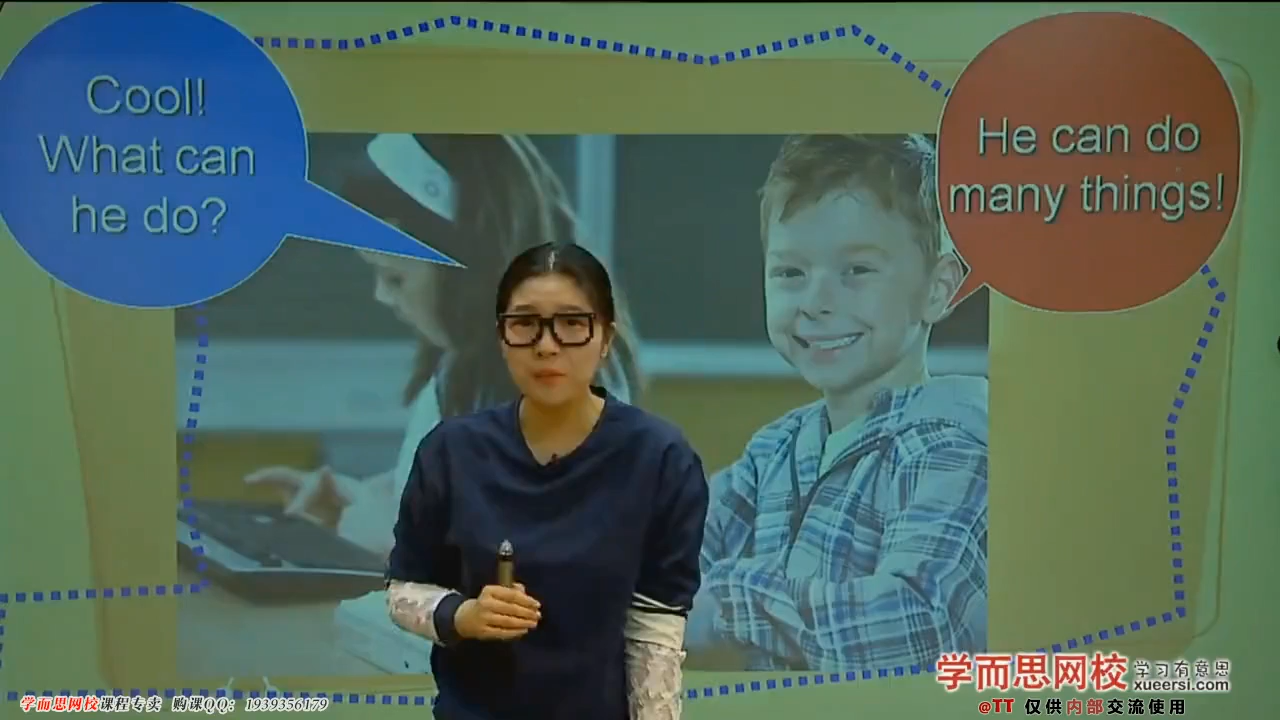 Cool!
What can
he do?
He can do
many things!
学而思网校
学习有意思
xueersi.com
学而思网校课程专卖 购课QQ：1939356179
@TT 仅供内部交流使用